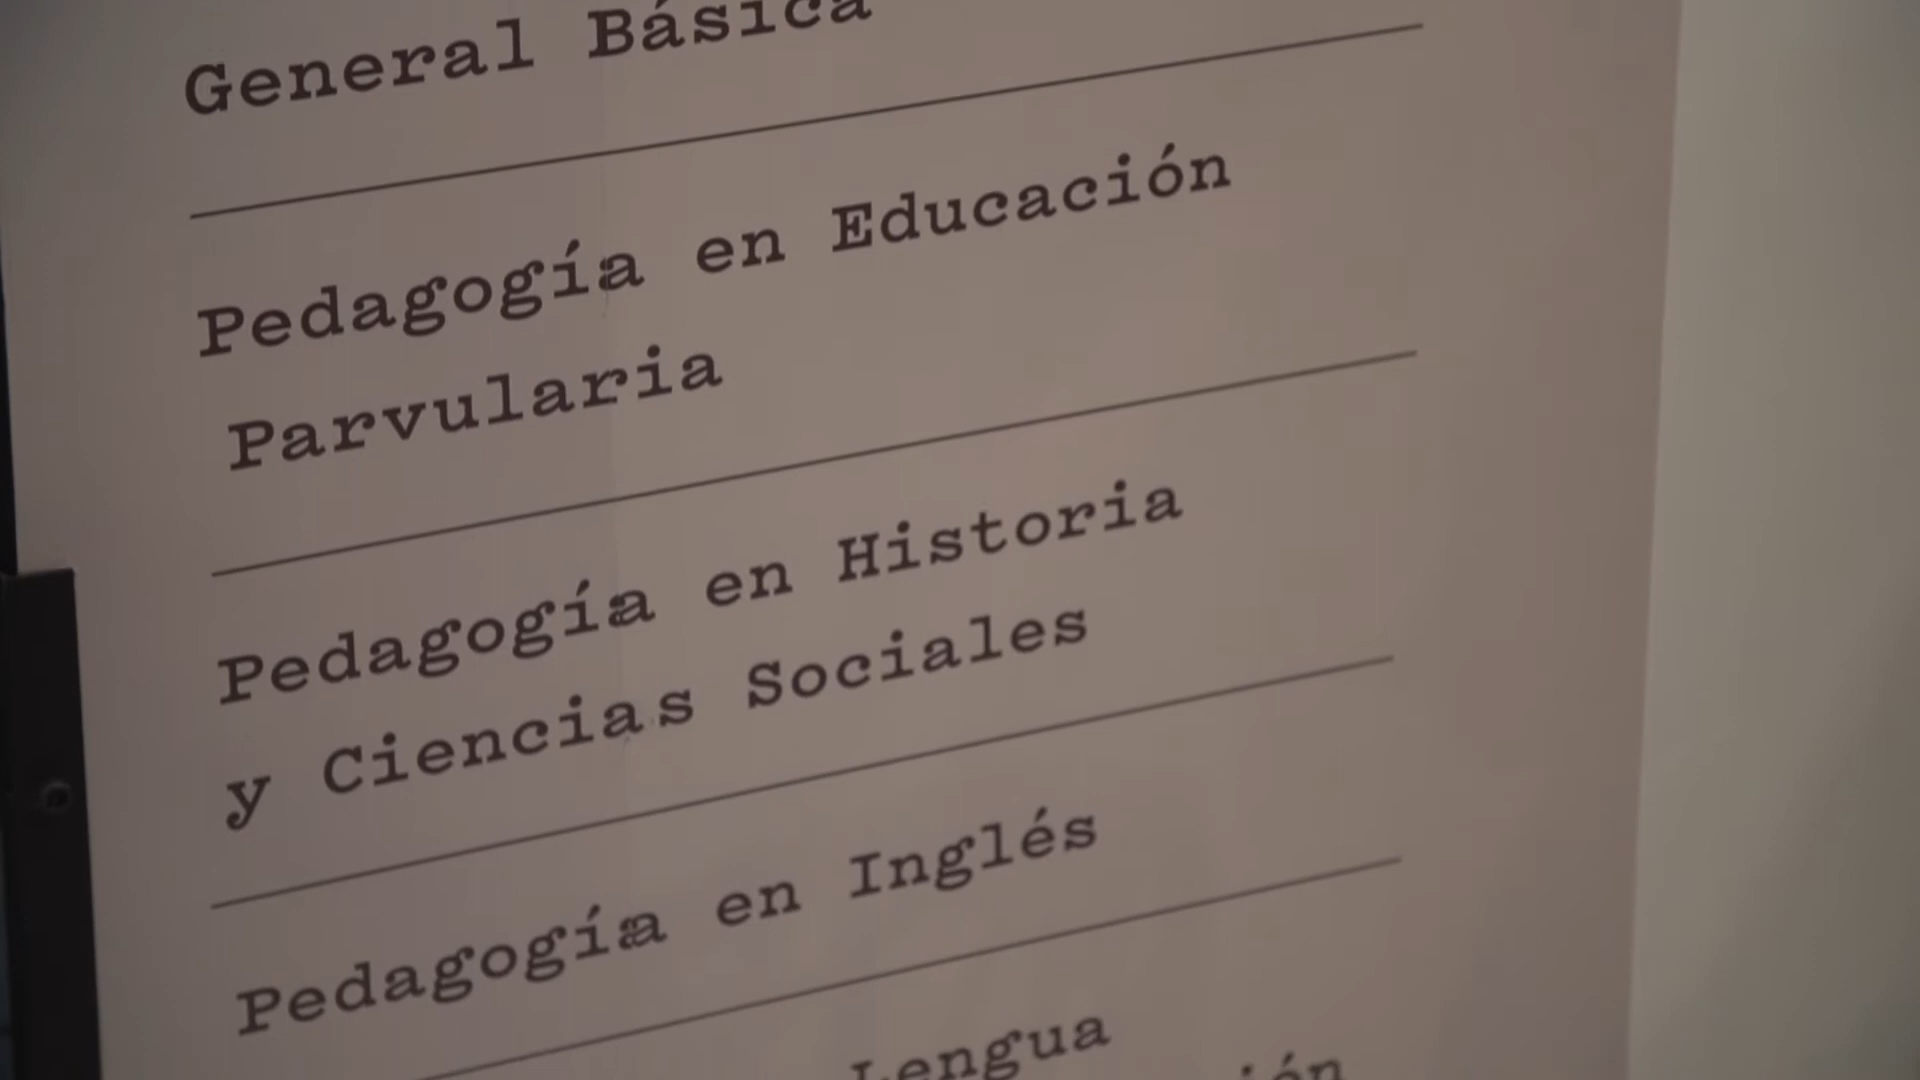 General Básica
Pedagogía en Educación
Parvularia
Pedagogía en Historia
y Ciencias Sociales
Pedagogía en Inglés
Lengua